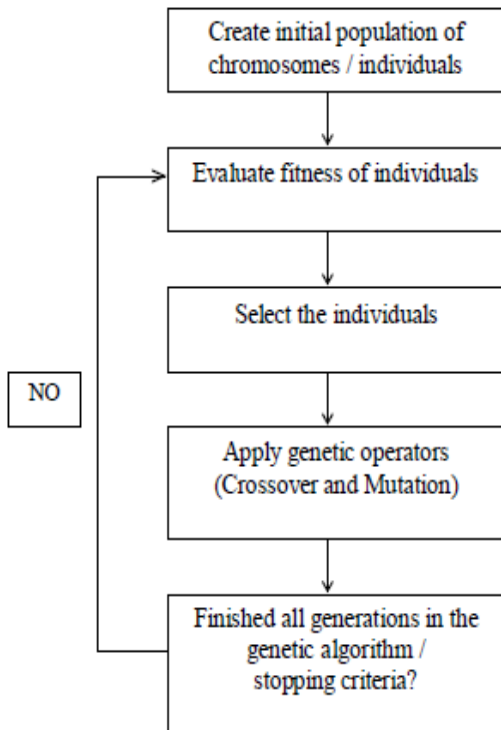 Create initial population of
chromosomes / individuals
Evaluate fitness of individuals
Select the individuals
NO
Apply genetic operators
(Crossover and Mutation)
Finished all generations in the
genetic algorithm /
stopping criteria?